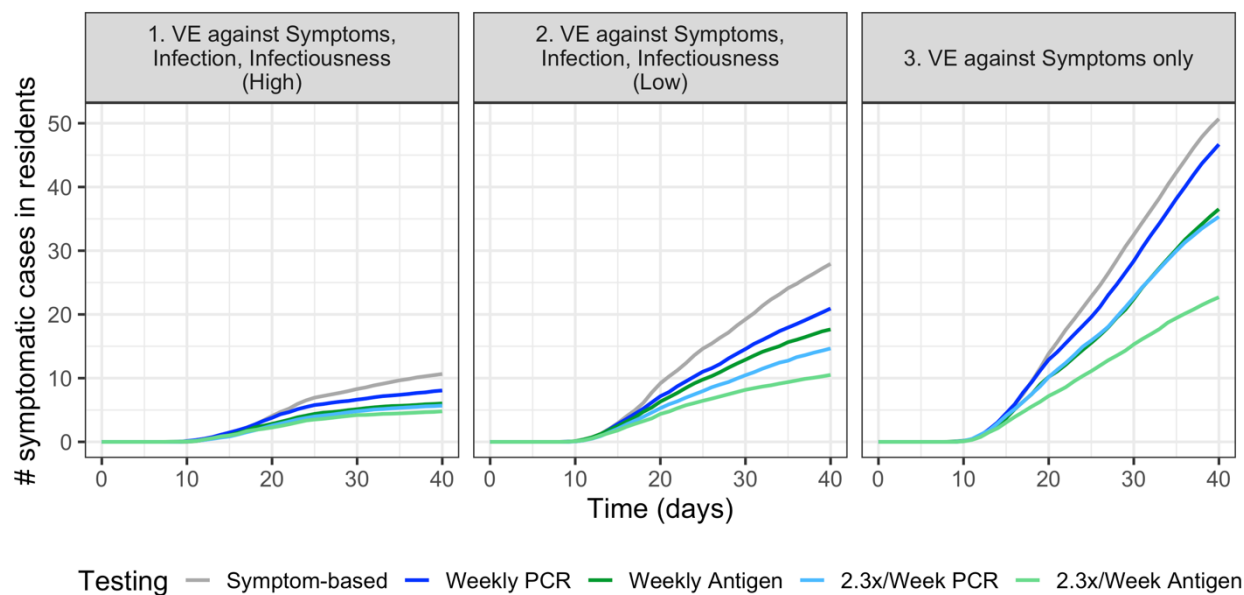 1. VE against Symptoms,
Infection, Infectiousness
(High)
2. VE against Symptoms,
Infection, Infectiousness
(Low)
3. VE against Symptoms only
# symptomatic cases in residents
50
40
30
20
10
0
0 10 20 30 40
0 10 20 30 40
0 10 20 30 40
Time (days)
Testing Symptom-based Weekly PCR Weekly Antigen 2.3x/Week PCR 2.3x/Week Antigen